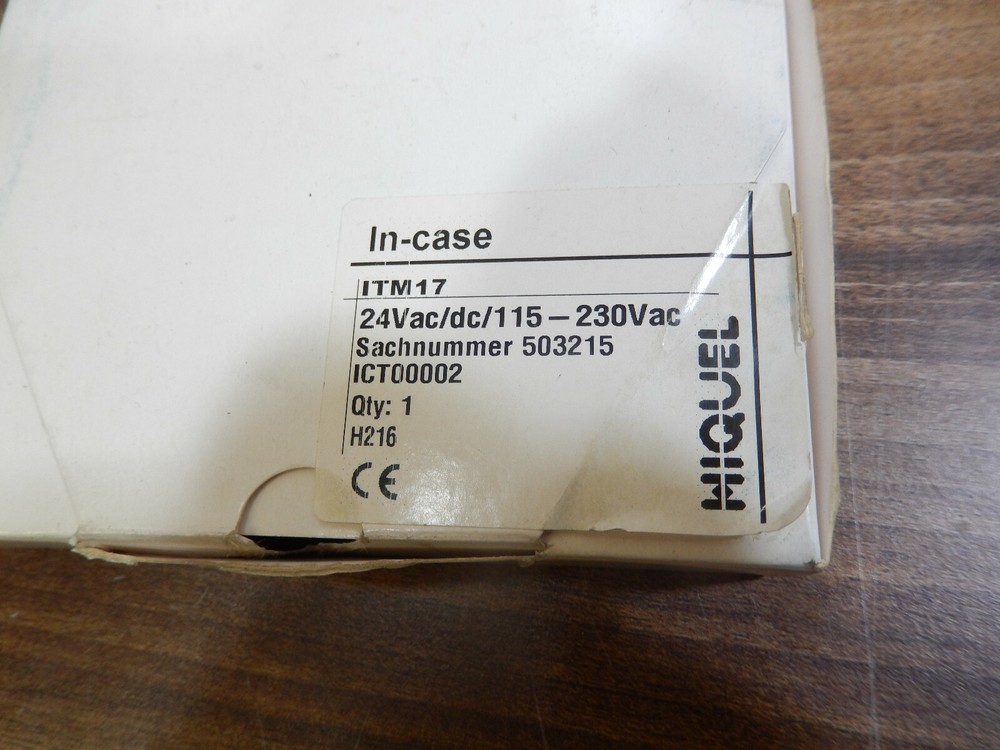 In-case
ITM17
24Vac/dc/115-230Vac
Sachnummer 503215
ICT00002
Qty: 1
H216
CE
HIQUEL